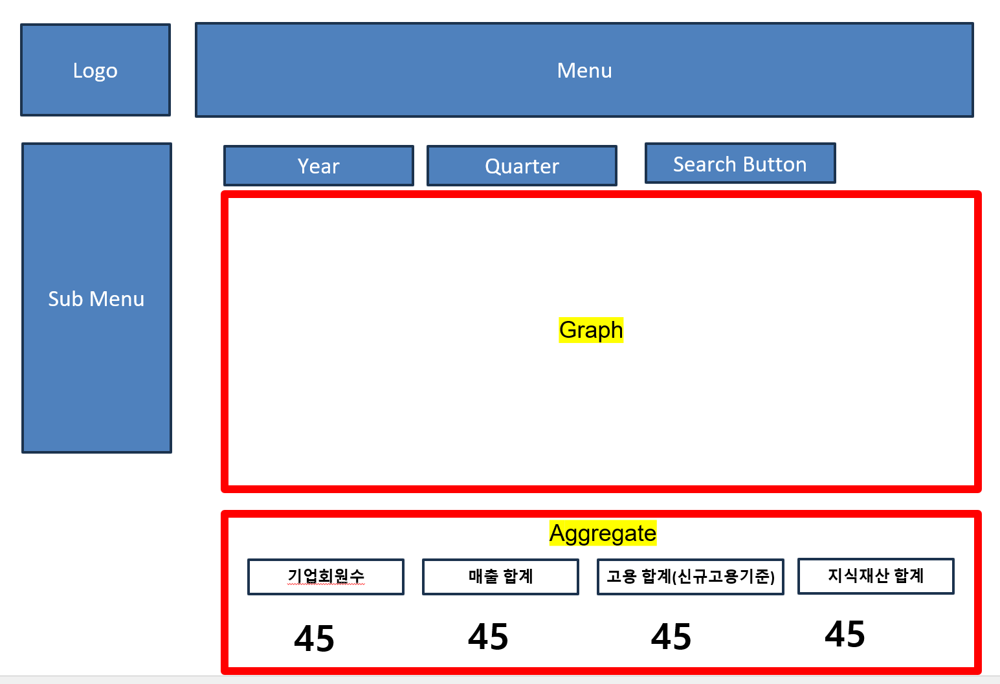 Logo
Menu
Sub Menu
Year
Quarter
Search Button
Graph
Aggregate
기업회원수
매출 합계
고용 합계(신규고용기준)
지식재산 합계
45
45
45
45